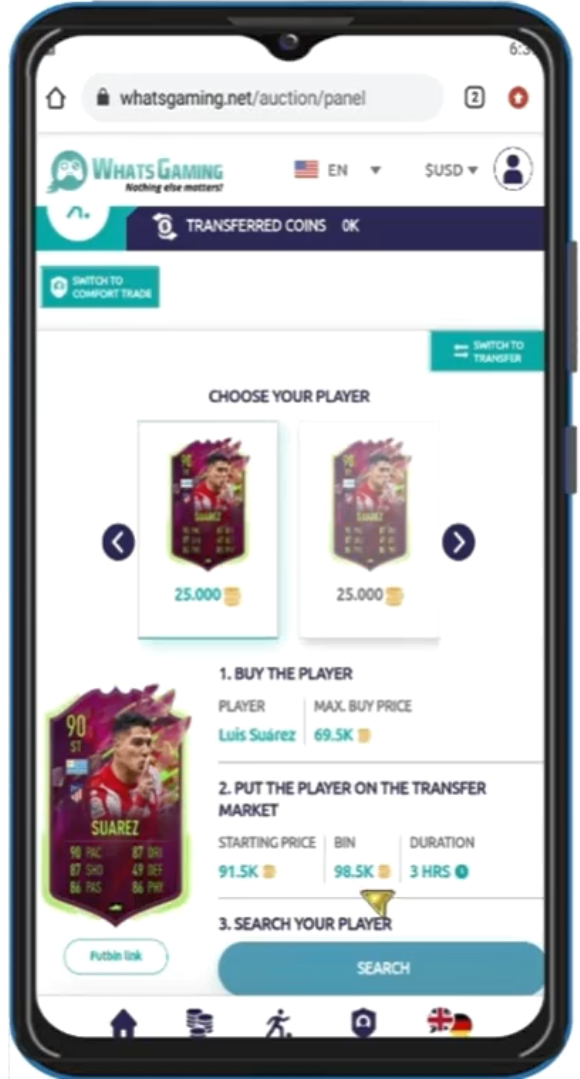 6:3
whatsgaming.net/auction/panel
2
WHATS GAMING
Nothing else matters!
EN
$USD
TRANSFERRED COINS 0K
SWITCH TO
COMFORT TRADE
SWITCH TO
TRANSFER
CHOOSE YOUR PLAYER
90
SUAREZ
90
SUAREZ
25.000
25.000
1. BUY THE PLAYER
PLAYER MAX. BUY PRICE
Luis Suárez 69.5K
90
ST
SUAREZ
90 PAC 87 DRI
87 SHO 49 DEF
86 PAS 86 PHY
2. PUT THE PLAYER ON THE TRANSFER
MARKET
STARTING PRICE BIN DURATION
91.5K 98.5K 3 HRS
3. SEARCH YOUR PLAYER
Futbin link
SEARCH